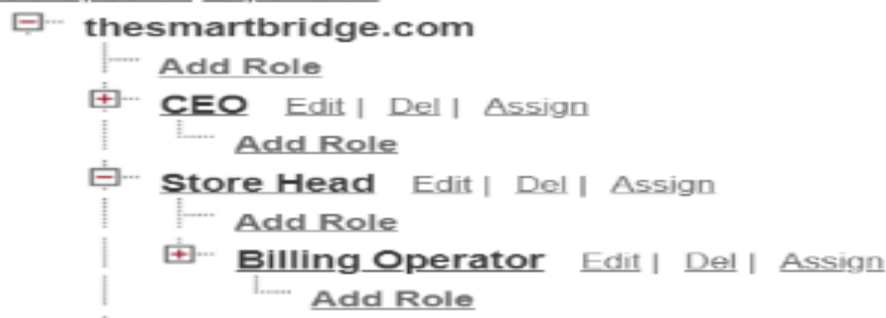 thesmartbridge.com
Add Role
CEO Edit | Del | Assign
Add Role
Store Head Edit | Del | Assign
Add Role
Billing Operator Edit | Del | Assign
Add Role